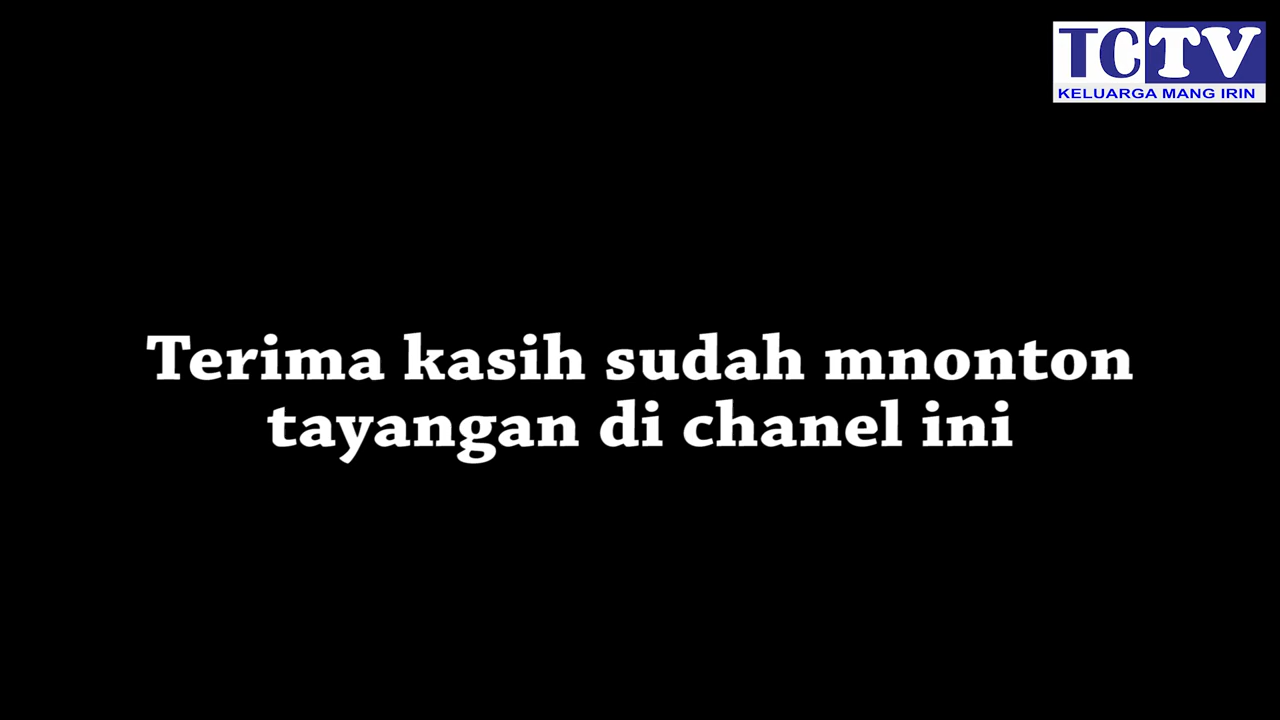 TCTV
KELUARGA MANG IRIN
Terima kasih sudah mnonton
tayangan di chanel ini